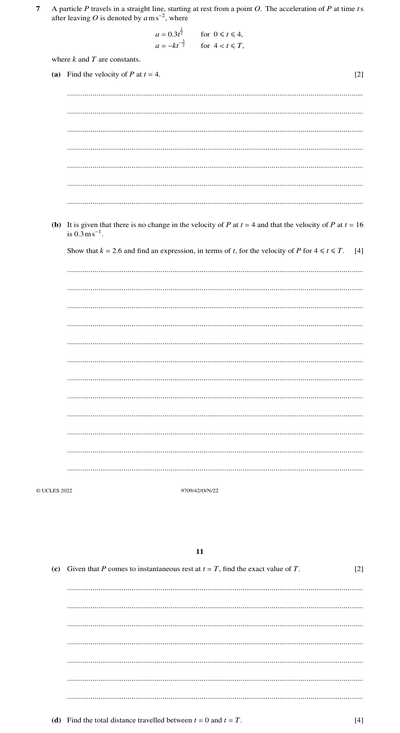 7 A particle P travels in a straight line, starting at rest from a point O. The acceleration of P at time t s
after leaving O is denoted by a m s⁻², where
a = 0.3t^{1/2} for 0 ⩽ t ⩽ 4,
a = −kt^{−3/2} for 4 < t ⩽ T,
where k and T are constants.
(a) Find the velocity of P at t = 4. [2]
(b) It is given that there is no change in the velocity of P at t = 4 and that the velocity of P at t = 16
is 0.3 m s⁻¹.
Show that k = 2.6 and find an expression, in terms of t, for the velocity of P for 4 ⩽ t ⩽ T. [4]
© UCLES 2022 9709/42/O/N/22
11
(c) Given that P comes to instantaneous rest at t = T, find the exact value of T. [2]
(d) Find the total distance travelled between t = 0 and t = T. [4]